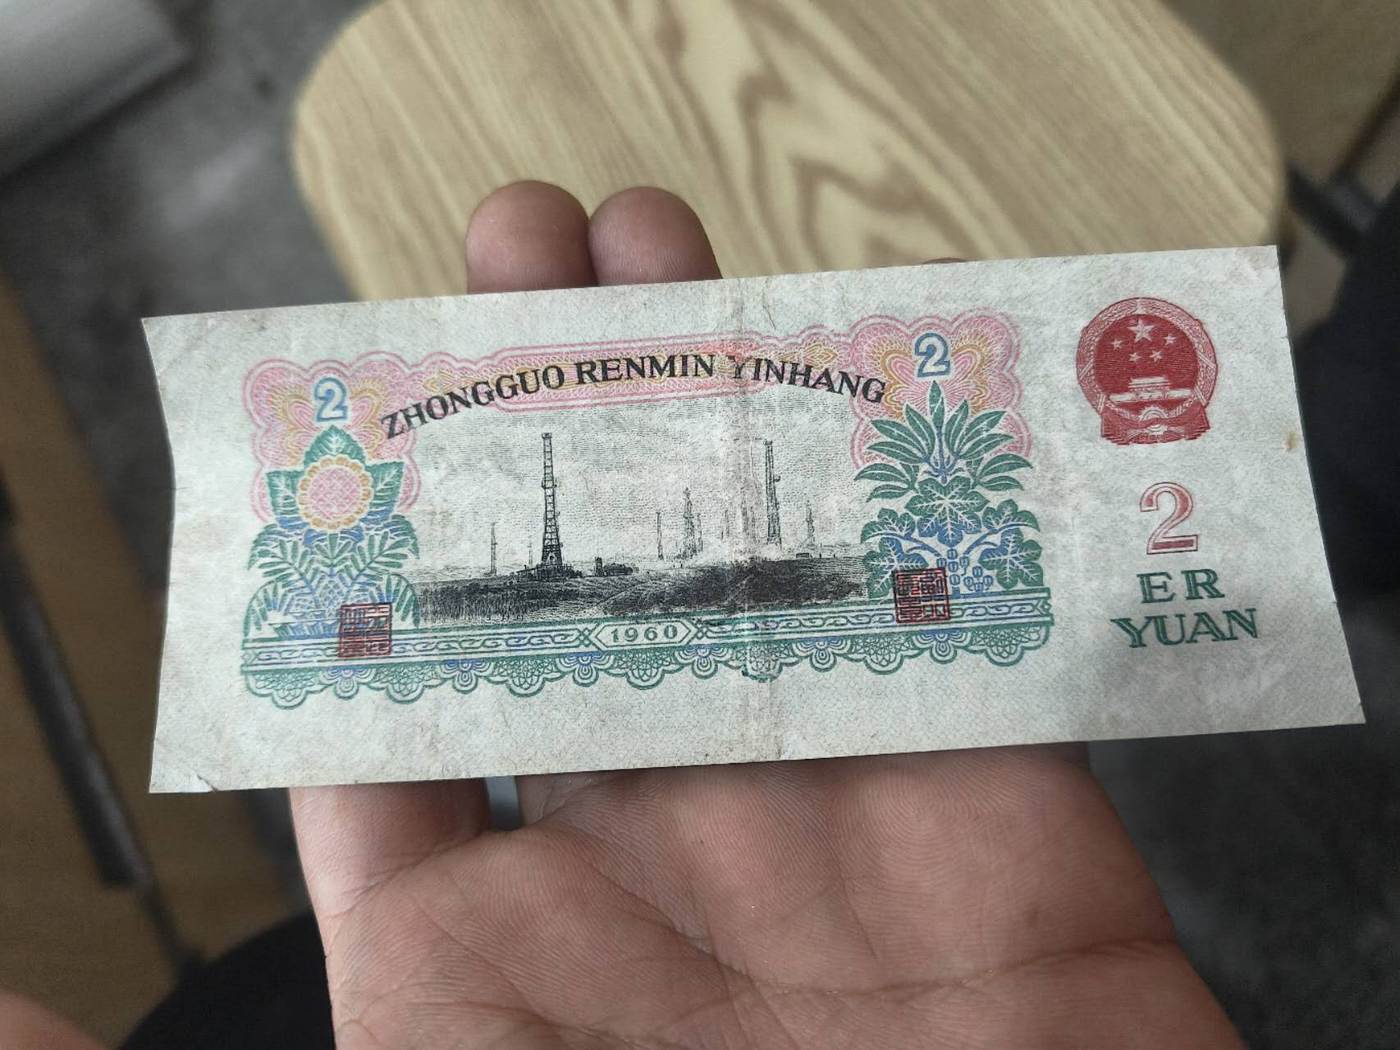 2
ZHONGGUO RENMIN YINHANG
2
2
ER
YUAN
1960